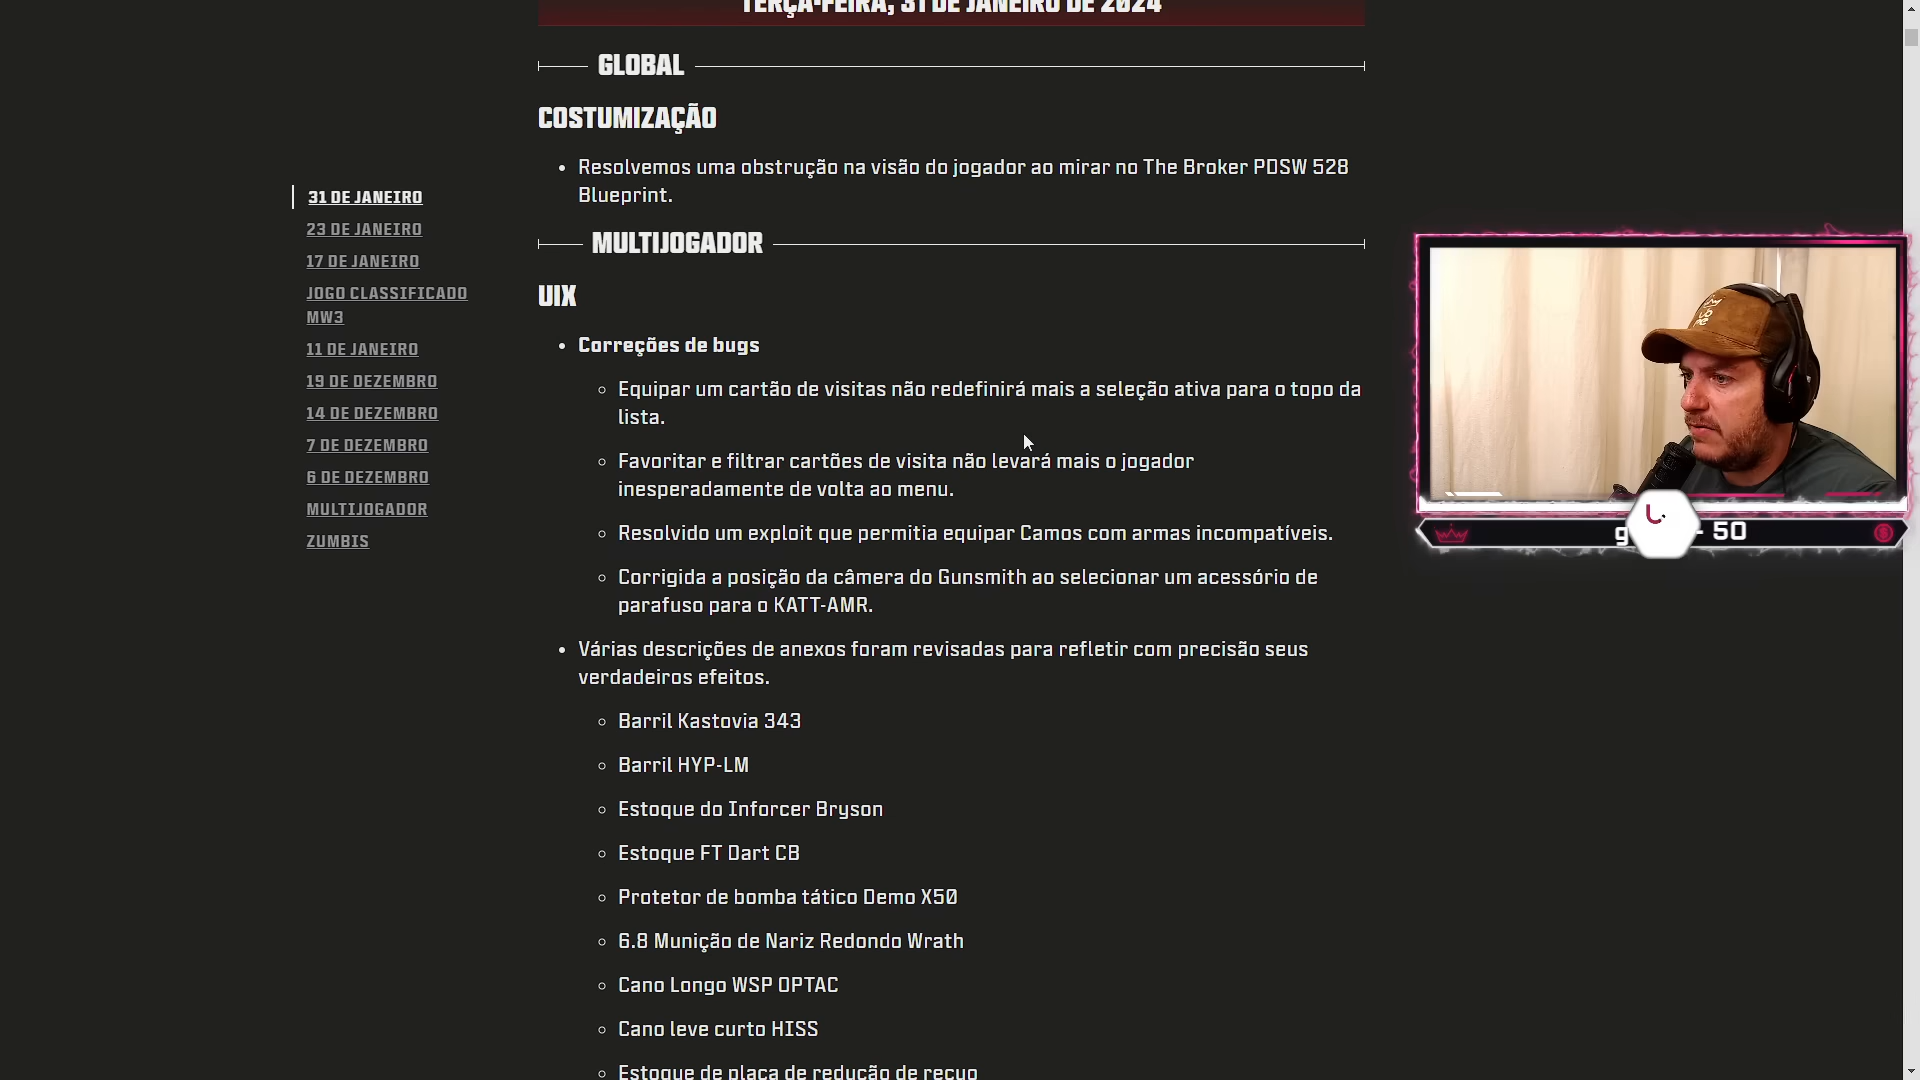 TERÇA-FEIRA, 31 DE JANEIRO DE 2024
GLOBAL
COSTUMIZAÇÃO
• Resolvemos uma obstrução na visão do jogador ao mirar no The Broker PDSW 528
Blueprint.
MULTIJOGADOR
UIX
• Correções de bugs
◦ Equipar um cartão de visitas não redefinirá mais a seleção ativa para o topo da
lista.
◦ Favoritar e filtrar cartões de visita não levará mais o jogador
inesperadamente de volta ao menu.
◦ Resolvido um exploit que permitia equipar Camos com armas incompatíveis.
◦ Corrigida a posição da câmera do Gunsmith ao selecionar um acessório de
parafuso para o KATT-AMR.
• Várias descrições de anexos foram revisadas para refletir com precisão seus
verdadeiros efeitos.
◦ Barril Kastovia 343
◦ Barril HYP-LM
◦ Estoque do Inforcer Bryson
◦ Estoque FT Dart CB
◦ Protetor de bomba tático Demo X50
◦ 6.8 Munição de Nariz Redondo Wrath
◦ Cano Longo WSP OPTAC
◦ Cano leve curto HISS
◦ Estoque de placa de redução de recuo
31 DE JANEIRO
23 DE JANEIRO
17 DE JANEIRO
JOGO CLASSIFICADO
MW3
11 DE JANEIRO
19 DE DEZEMBRO
14 DE DEZEMBRO
7 DE DEZEMBRO
6 DE DEZEMBRO
MULTIJOGADOR
ZUMBIS
- 50